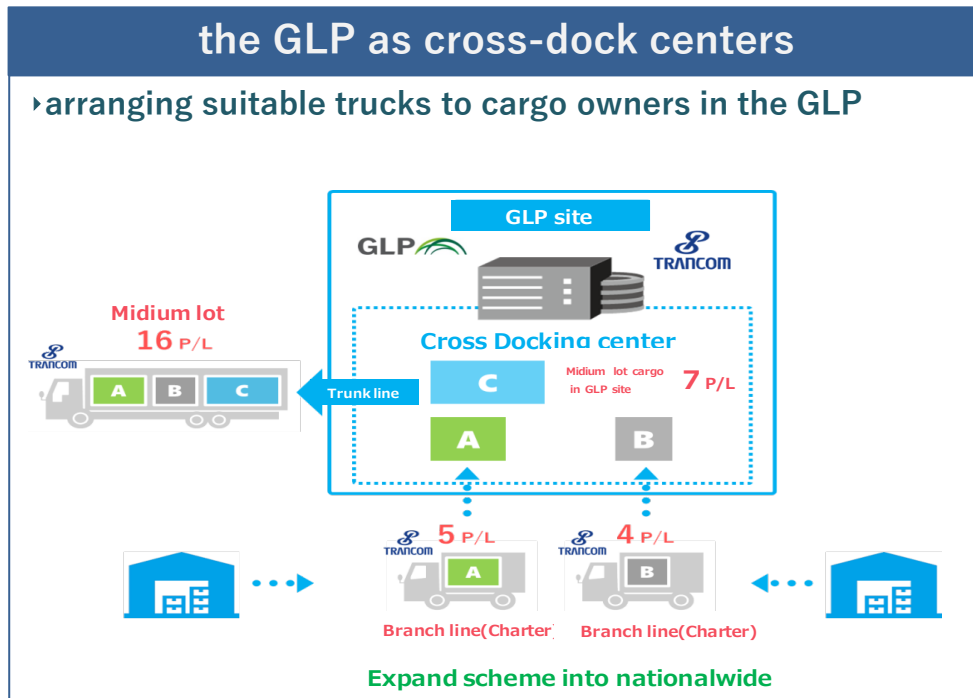 the GLP as cross-dock centers
arranging suitable trucks to cargo owners in the GLP
GLP site
GLP
TRANCOM
Midium lot
16 P/L
TRANCOM
A B C
Trunk line
Cross Docking center
C
Midium lot cargo
in GLP site
7 P/L
A
B
5 P/L
TRANCOM
A
4 P/L
TRANCOM
B
Branch line(Charter)
Branch line(Charter)
Expand scheme into nationalwide